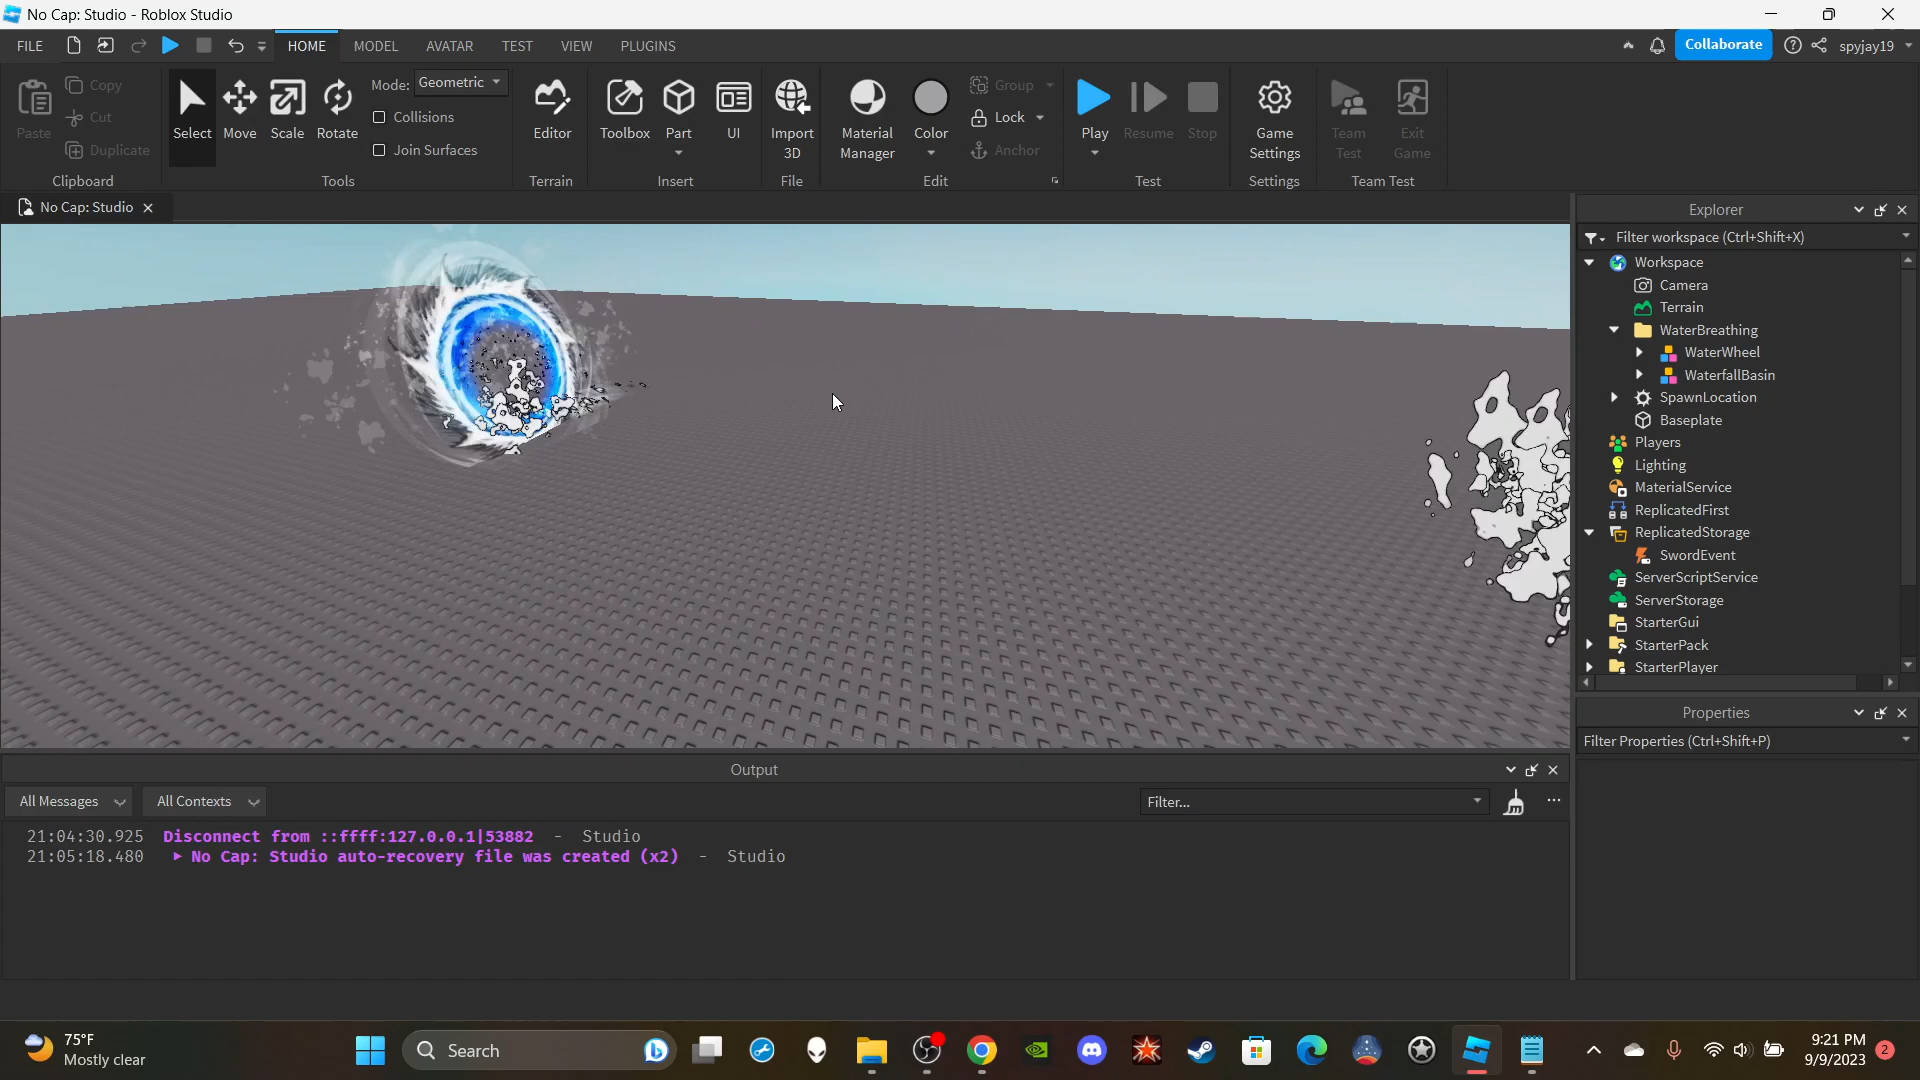 No Cap: Studio - Roblox Studio
FILE HOME MODEL AVATAR TEST VIEW PLUGINS Collaborate spyjay19
Paste Copy Cut Duplicate
Clipboard
Select Move Scale Rotate
Mode: Geometric
Collisions
Join Surfaces
Tools
Editor
Terrain
Toolbox Part UI
Insert
Import 3D
File
Material Manager Color
Group
Lock
Anchor
Edit
Play Resume Stop
Test
Game Settings
Settings
Team Test Exit Game
Team Test
No Cap: Studio
Explorer
Filter workspace (Ctrl+Shift+X)
Workspace
Camera
Terrain
WaterBreathing
WaterWheel
WaterfallBasin
SpawnLocation
Baseplate
Players
Lighting
MaterialService
ReplicatedFirst
ReplicatedStorage
SwordEvent
ServerScriptService
ServerStorage
StarterGui
StarterPack
StarterPlayer
Properties
Filter Properties (Ctrl+Shift+P)
Output
All Messages All Contexts Filter...
21:04:30.925 Disconnect from ::ffff:127.0.0.1|53882 - Studio
21:05:18.480 No Cap: Studio auto-recovery file was created (x2) - Studio
75°F
Mostly clear
Search
9:21 PM
9/9/2023
2